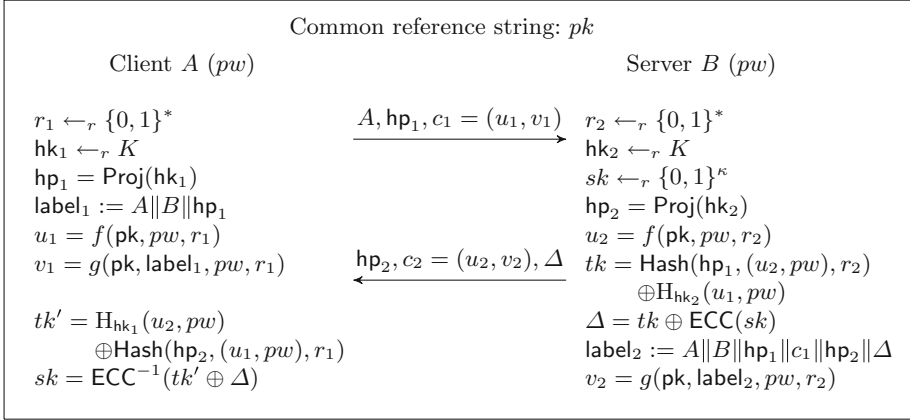 Common reference string: pk
Client A (pw)
Server B (pw)
r₁ ←ᵣ {0, 1}*
hk₁ ←ᵣ K
hp₁ = Proj(hk₁)
label₁ := A‖B‖hp₁
u₁ = f(pk, pw, r₁)
v₁ = g(pk, label₁, pw, r₁)
tk′ = H_hk₁(u₂, pw)
⊕Hash(hp₂, (u₁, pw), r₁)
sk = ECC⁻¹(tk′ ⊕ Δ)
A, hp₁, c₁ = (u₁, v₁)
hp₂, c₂ = (u₂, v₂), Δ
r₂ ←ᵣ {0, 1}*
hk₂ ←ᵣ K
sk ←ᵣ {0, 1}^κ
hp₂ = Proj(hk₂)
u₂ = f(pk, pw, r₂)
tk = Hash(hp₁, (u₂, pw), r₂)
⊕H_hk₂(u₁, pw)
Δ = tk ⊕ ECC(sk)
label₂ := A‖B‖hp₁‖c₁‖hp₂‖Δ
v₂ = g(pk, label₂, pw, r₂)